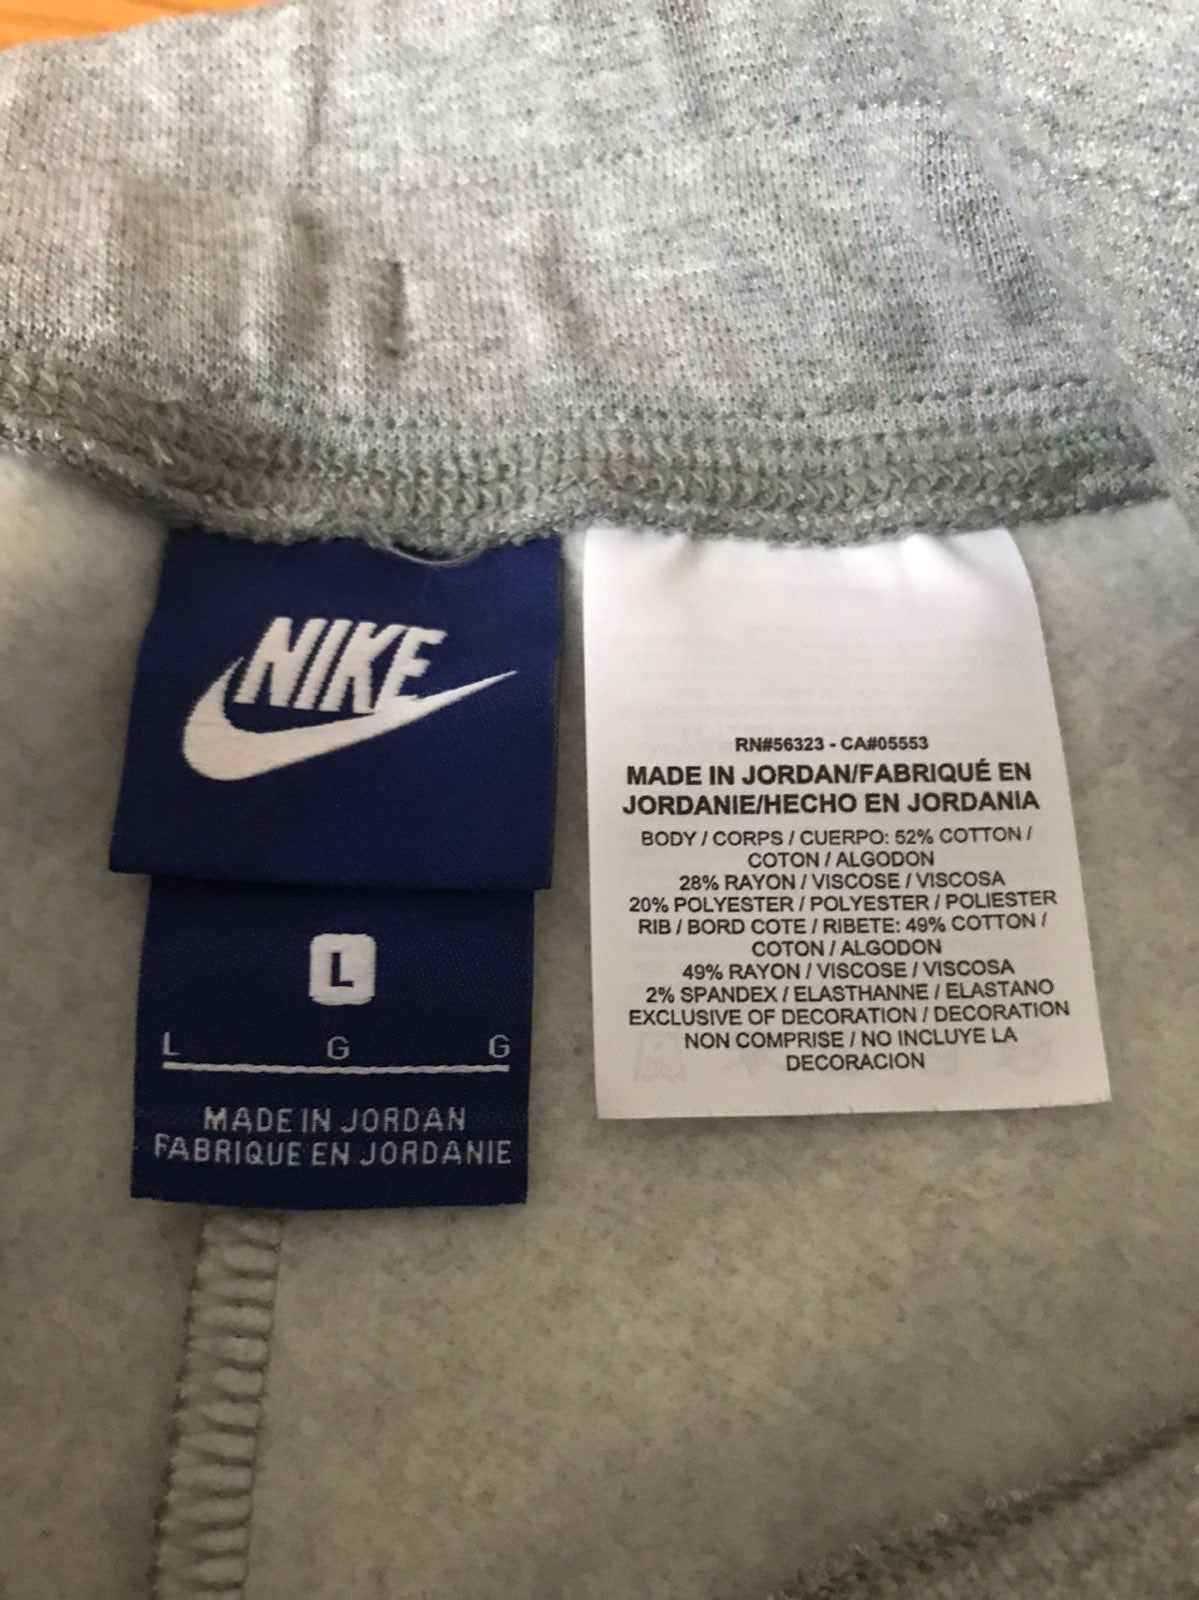 NIKE
L
L G G
MADE IN JORDAN
FABRIQUE EN JORDANIE
RN#56323 - CA#05553
MADE IN JORDAN/FABRIQUÉ EN
JORDANIE/HECHO EN JORDANIA
BODY / CORPS / CUERPO: 52% COTTON /
COTON / ALGODON
28% RAYON / VISCOSE / VISCOSA
20% POLYESTER / POLYESTER / POLIESTER
RIB / BORD COTE / RIBETE: 49% COTTON /
COTON / ALGODON
49% RAYON / VISCOSE / VISCOSA
2% SPANDEX / ELASTHANNE / ELASTANO
EXCLUSIVE OF DECORATION / DECORATION
NON COMPRISE / NO INCLUYE LA
DECORACION